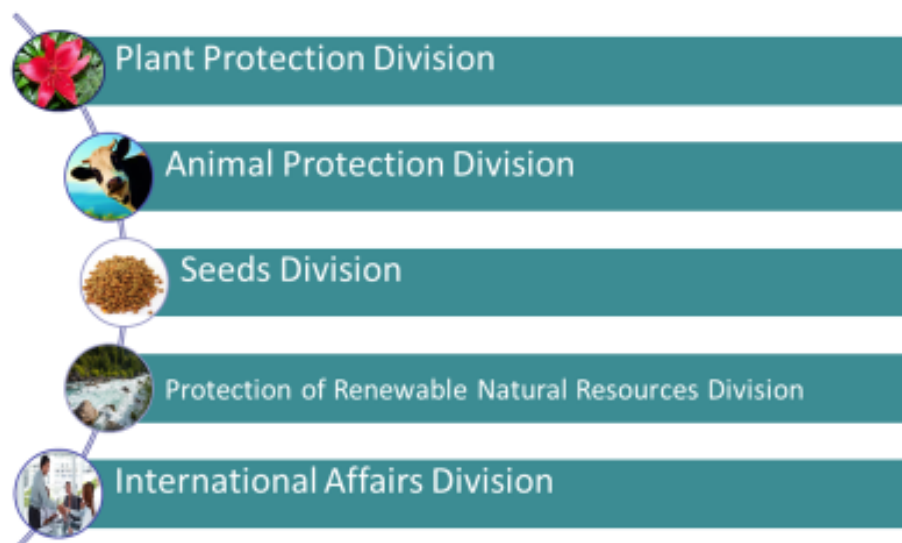 Plant Protection Division
Animal Protection Division
Seeds Division
Protection of Renewable Natural Resources Division
International Affairs Division